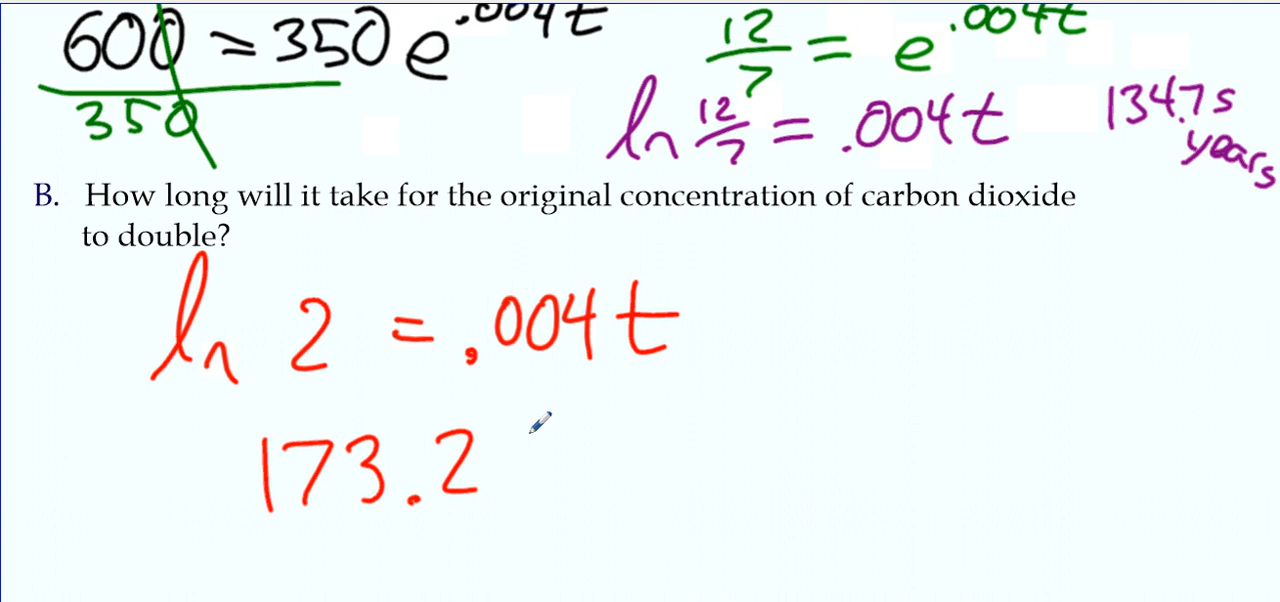 600 = 350 e^.004t
350
12/7 = e^.004t
ln 12/7 = .004t
134.75 years
B. How long will it take for the original concentration of carbon dioxide
to double?
ln 2 = .004t
173.2